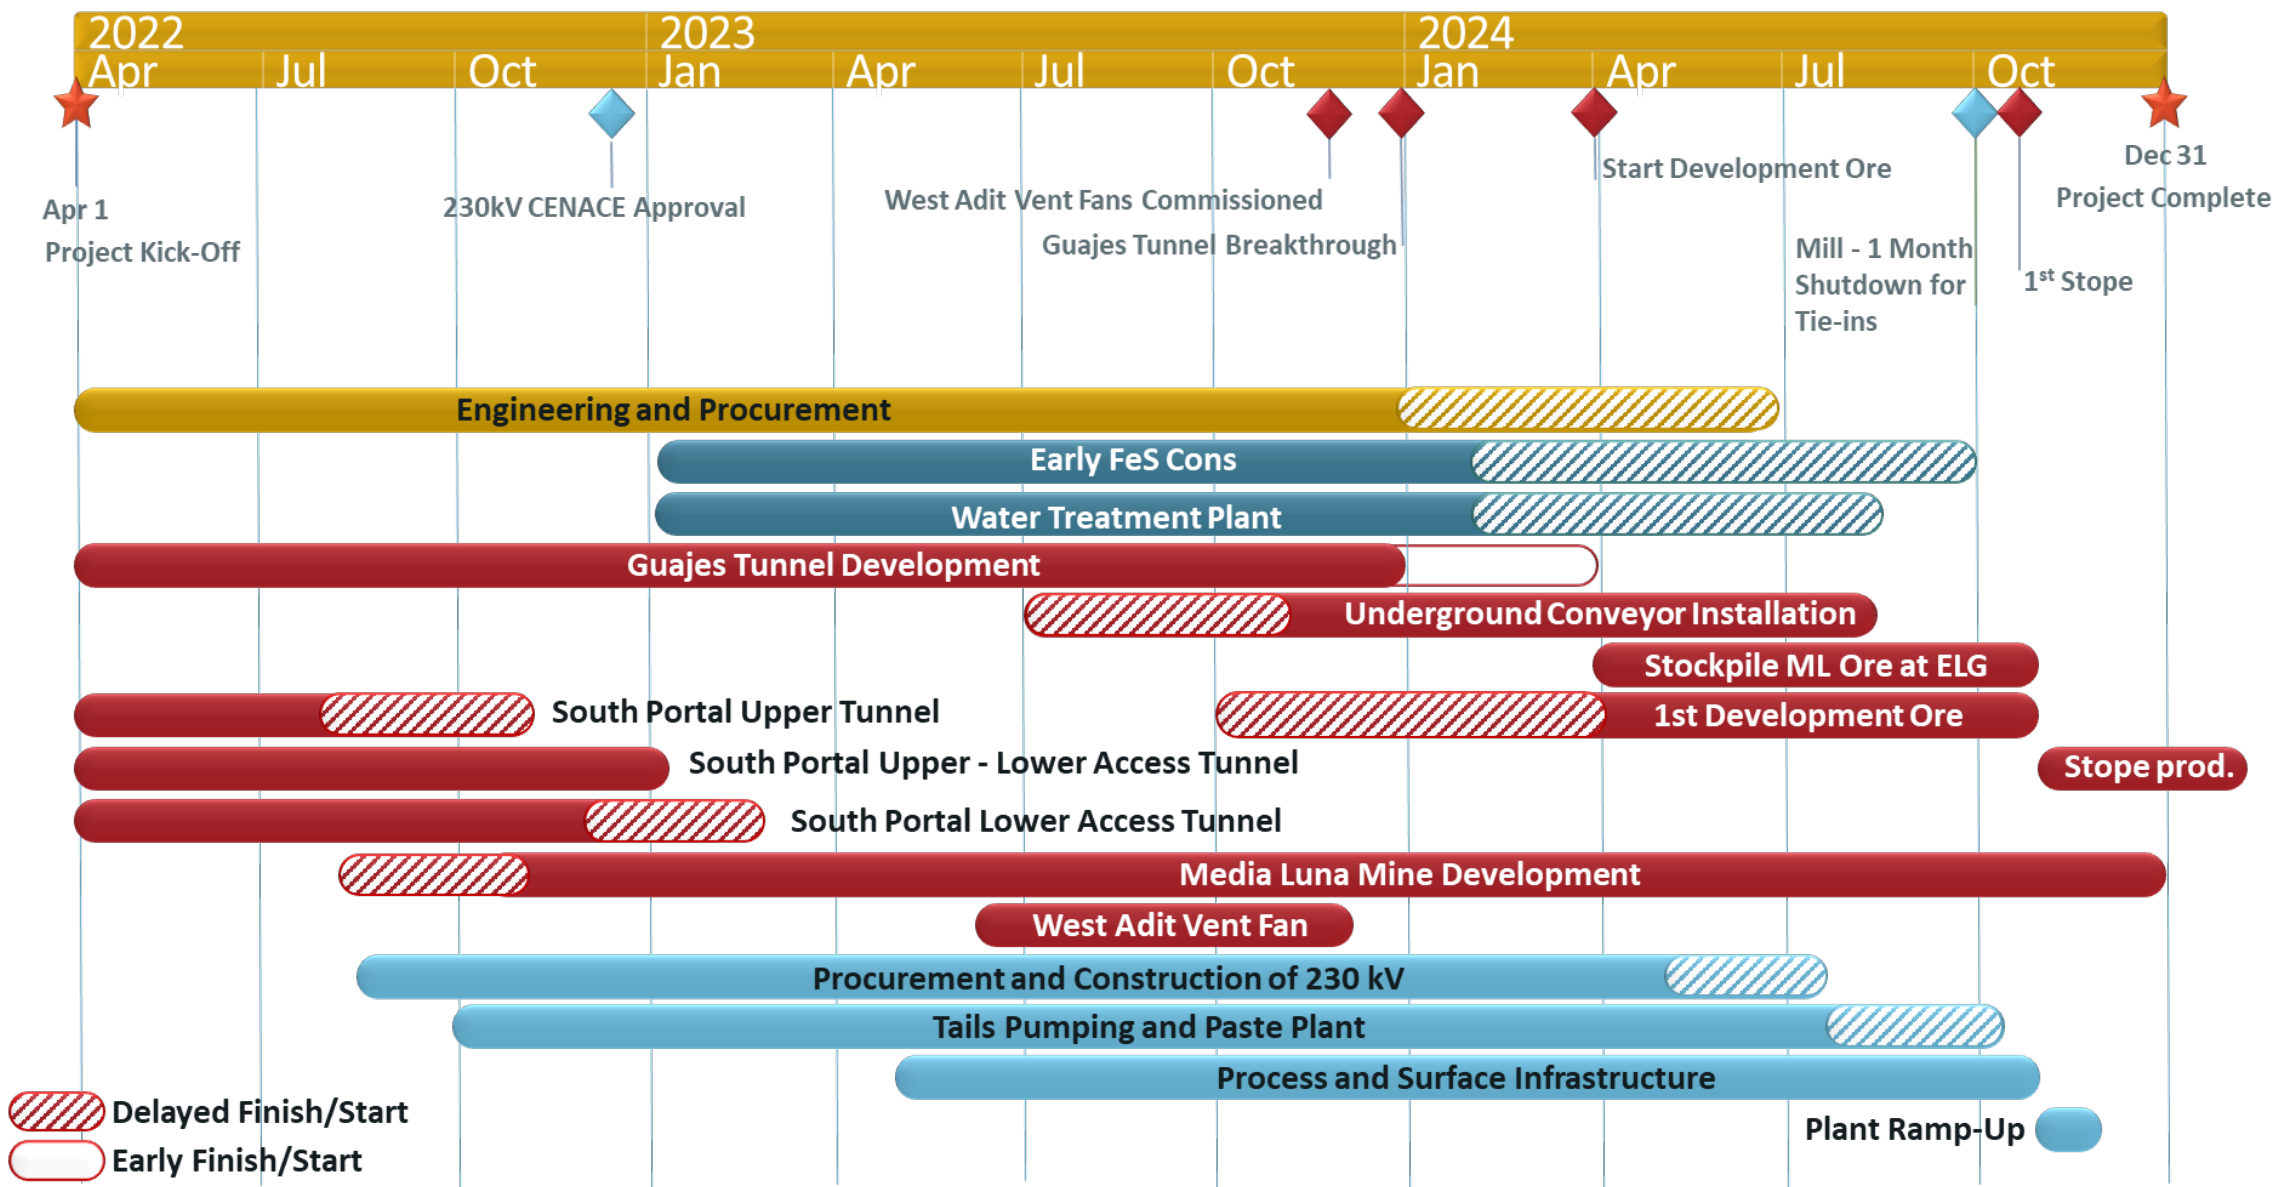 2022 2023 2024
Apr Jul Oct Jan Apr Jul Oct Jan Apr Jul Oct
Apr 1
Project Kick-Off
230kV CENACE Approval
West Adit Vent Fans Commissioned
Guajes Tunnel Breakthrough
Start Development Ore
Mill - 1 Month
Shutdown for
Tie-ins
1st Stope
Dec 31
Project Complete
Engineering and Procurement
Early FeS Cons
Water Treatment Plant
Guajes Tunnel Development
Underground Conveyor Installation
Stockpile ML Ore at ELG
South Portal Upper Tunnel
1st Development Ore
South Portal Upper - Lower Access Tunnel
Stope prod.
South Portal Lower Access Tunnel
Media Luna Mine Development
West Adit Vent Fan
Procurement and Construction of 230 kV
Tails Pumping and Paste Plant
Process and Surface Infrastructure
Plant Ramp-Up
Delayed Finish/Start
Early Finish/Start